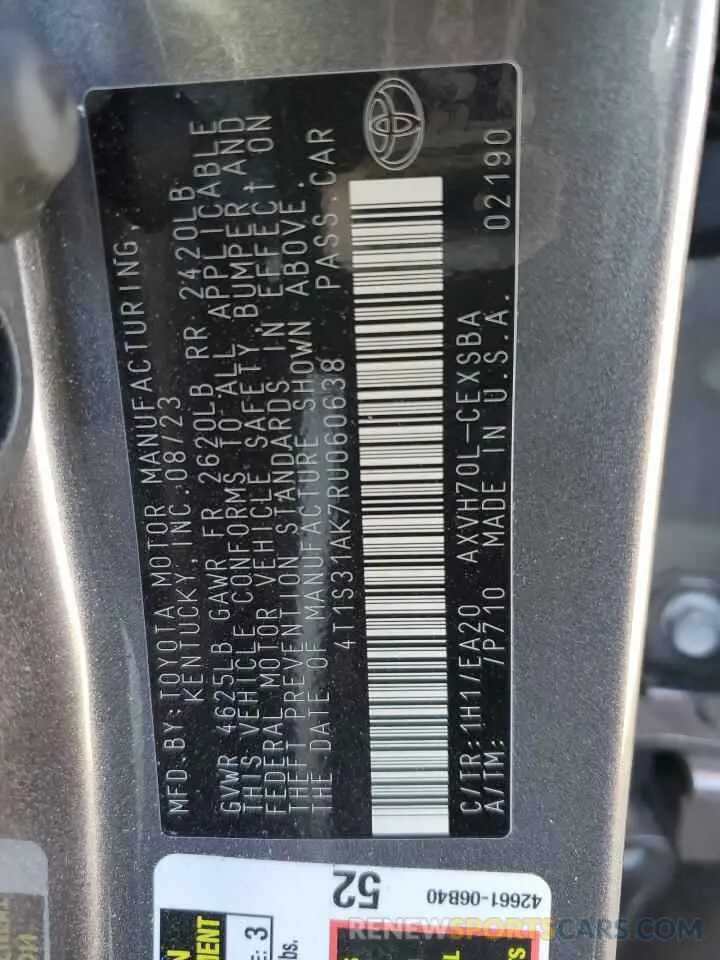 MFD. BY: TOYOTA MOTOR MANUFACTURING,
KENTUCKY, INC. 08/23
GVWR 4625LB GAWR FR 2620LB RR 2420LB
THIS VEHICLE CONFORMS TO ALL APPLICABLE
FEDERAL MOTOR VEHICLE SAFETY, BUMPER AND
THEFT PREVENTION STANDARDS IN EFFECT ON
THE DATE OF MANUFACTURE SHOWN ABOVE.
4T1S31AK7RU060638 PASS. CAR
C/TR: 1H1/EA20 AXVH70L-CEXSBA 02190
A/TM: /P710 MADE IN U.S.A.
52
42661-06B40
3
lbs.
RENEWSPORTSCARS.COM